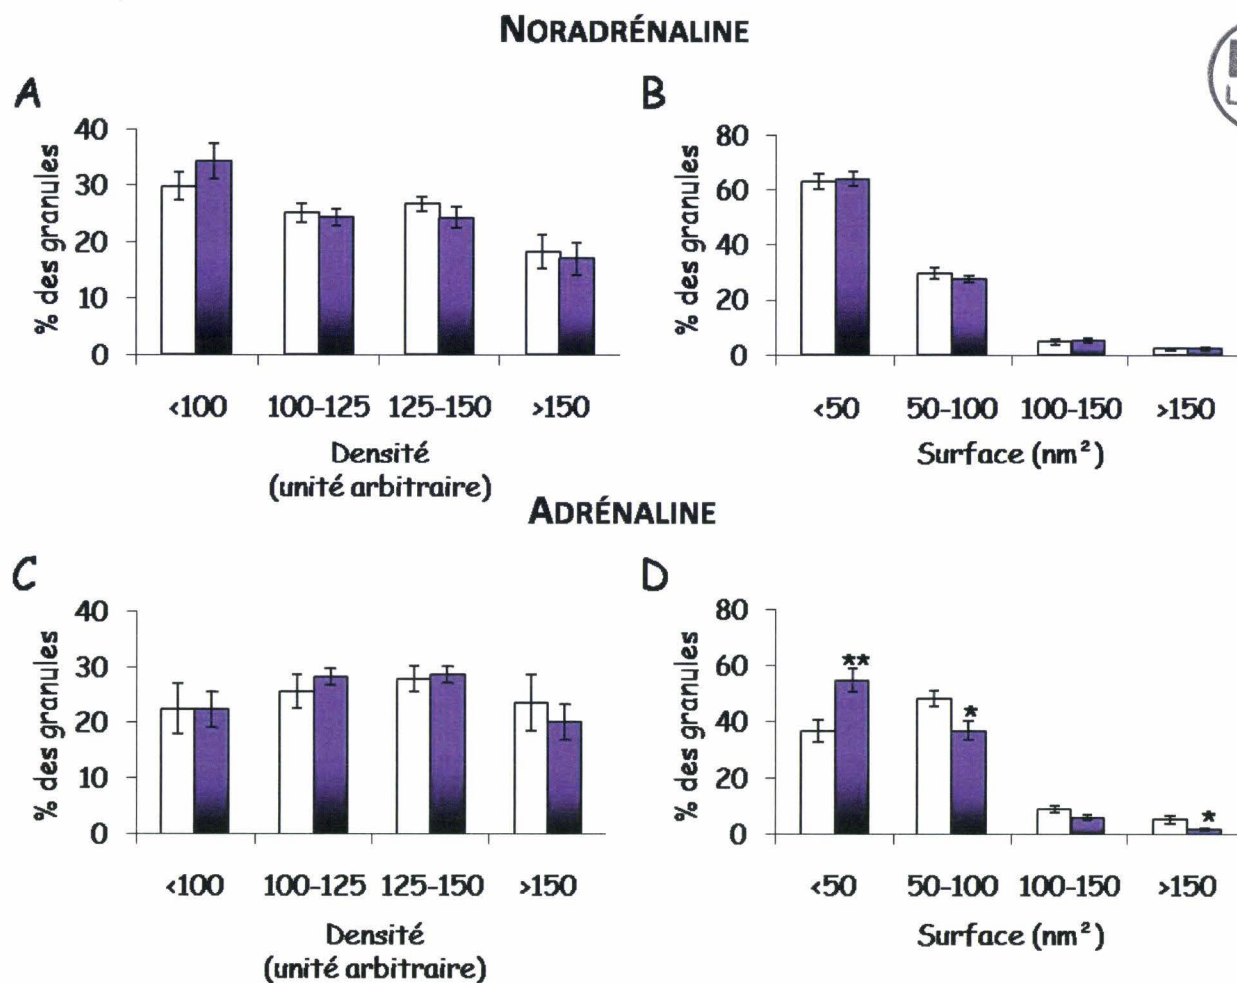 NORADRÉNALINE
A
% des granules
40
30
20
10
0
<100 100-125 125-150 >150
Densité
(unité arbitraire)
B
% des granules
80
60
40
20
0
<50 50-100 100-150 >150
Surface (nm²)
ADRÉNALINE
C
% des granules
40
30
20
10
0
<100 100-125 125-150 >150
Densité
(unité arbitraire)
D
% des granules
80
60
40
20
0
**
*
*
<50 50-100 100-150 >150
Surface (nm²)